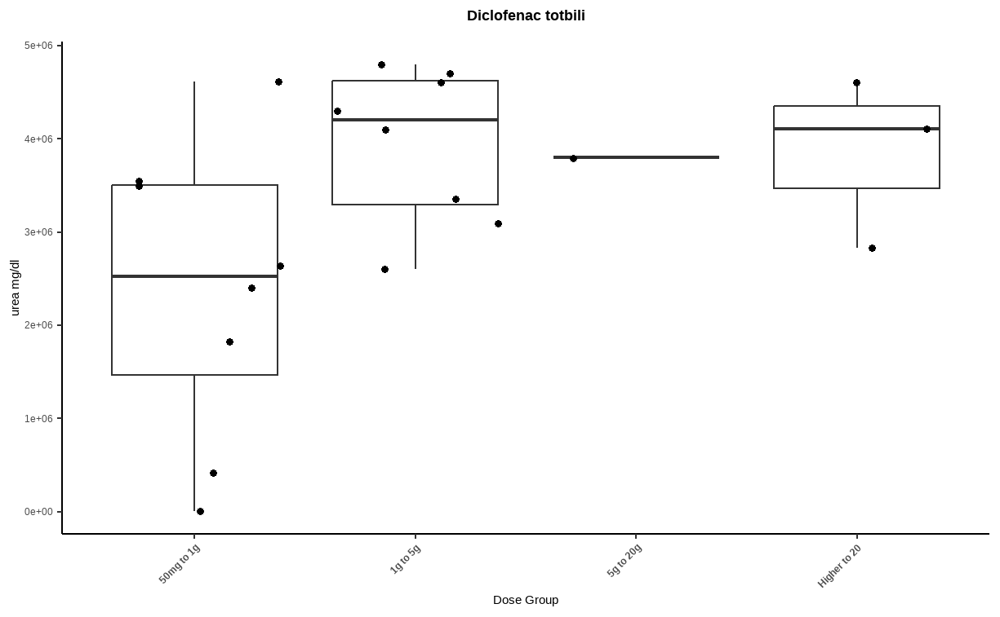 Diclofenac totbili
5e+06
4e+06
3e+06
2e+06
1e+06
0e+00
urea mg/dl
50mg to 1g
1g to 5g
5g to 20g
Higher to 20
Dose Group